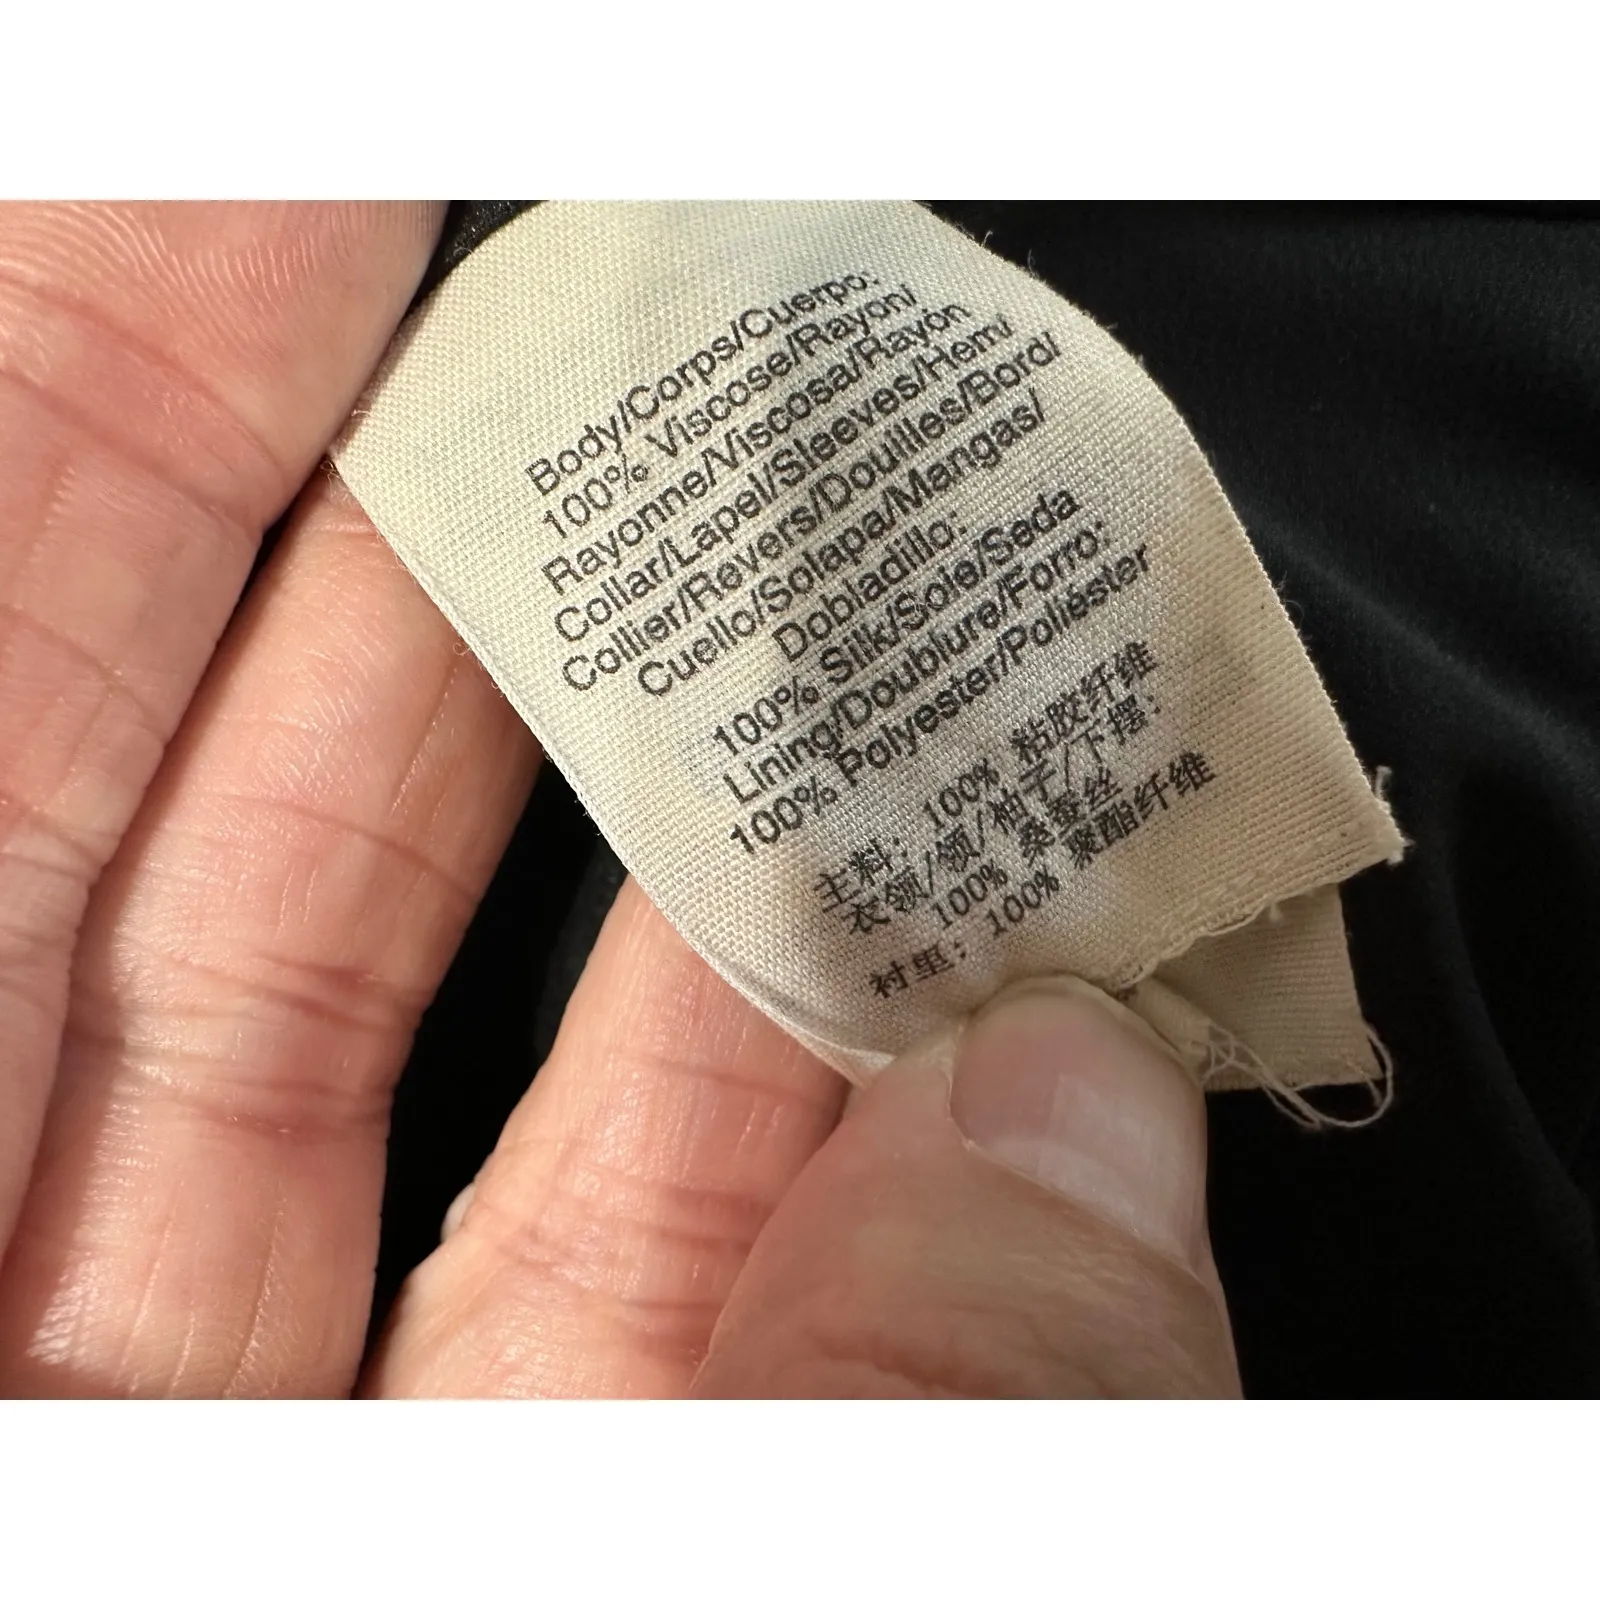 Body/Corps/Cuerpo:
100% Viscose/Rayon/
Rayonne/Viscosa/Rayón
Collar/Lapel/Sleeves/Hem/
Collier/Revers/Douilles/Bord/
Cuello/Solapa/Mangas/
Dobladillo:
100% Silk/Soie/Seda
Lining/Doublure/Forro:
100% Polyester/Poliéster
主料: 100% 粘胶纤维
衣领/领/袖子/下摆:
100% 桑蚕丝
衬里: 100% 聚酯纤维